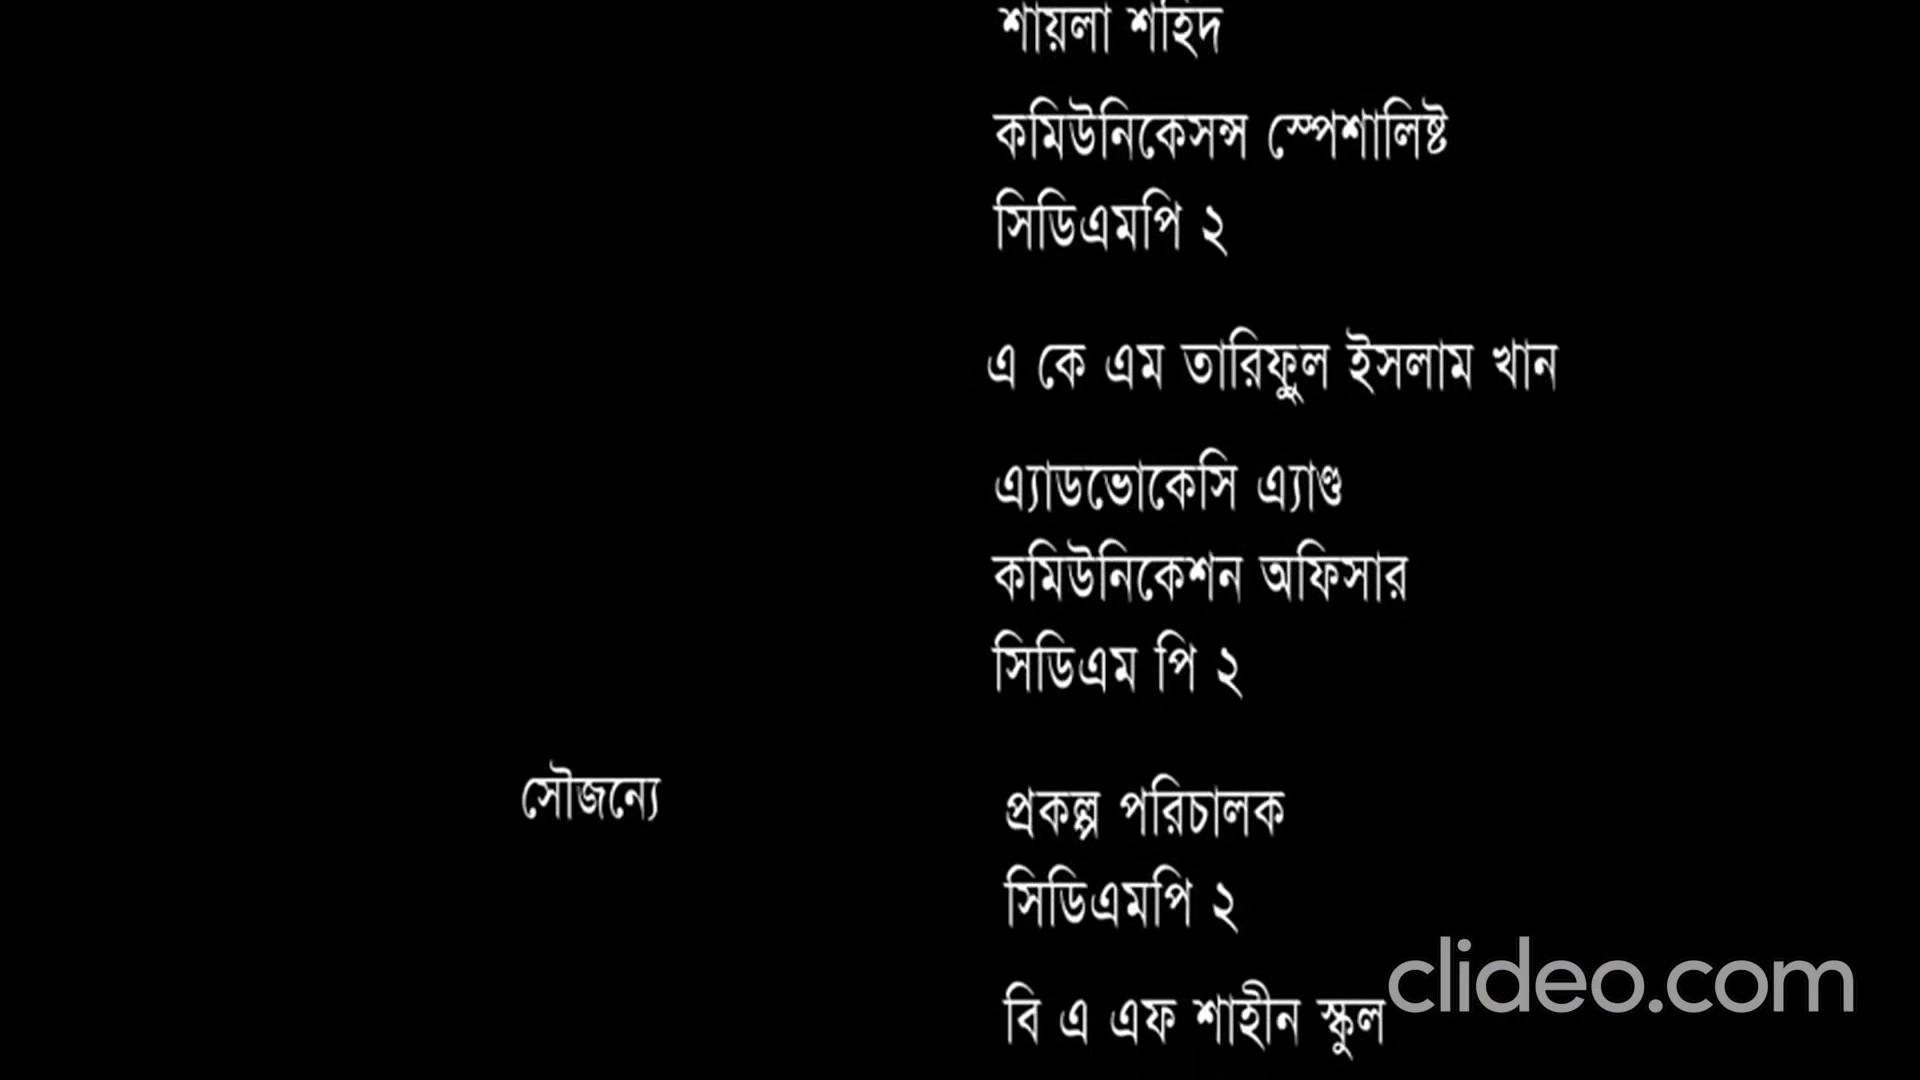 শায়লা শহিদ
কমিউনিকেসন্স স্পেশালিষ্ট
সিডিএমপি ২
এ কে এম তারিফুল ইসলাম খান
এ্যাডভোকেসি এ্যাণ্ড
কমিউনিকেশন অফিসার
সিডিএম পি ২
সৌজন্যে
প্রকল্প পরিচালক
সিডিএমপি ২
বি এ এফ শাহীন স্কুল
clideo.com